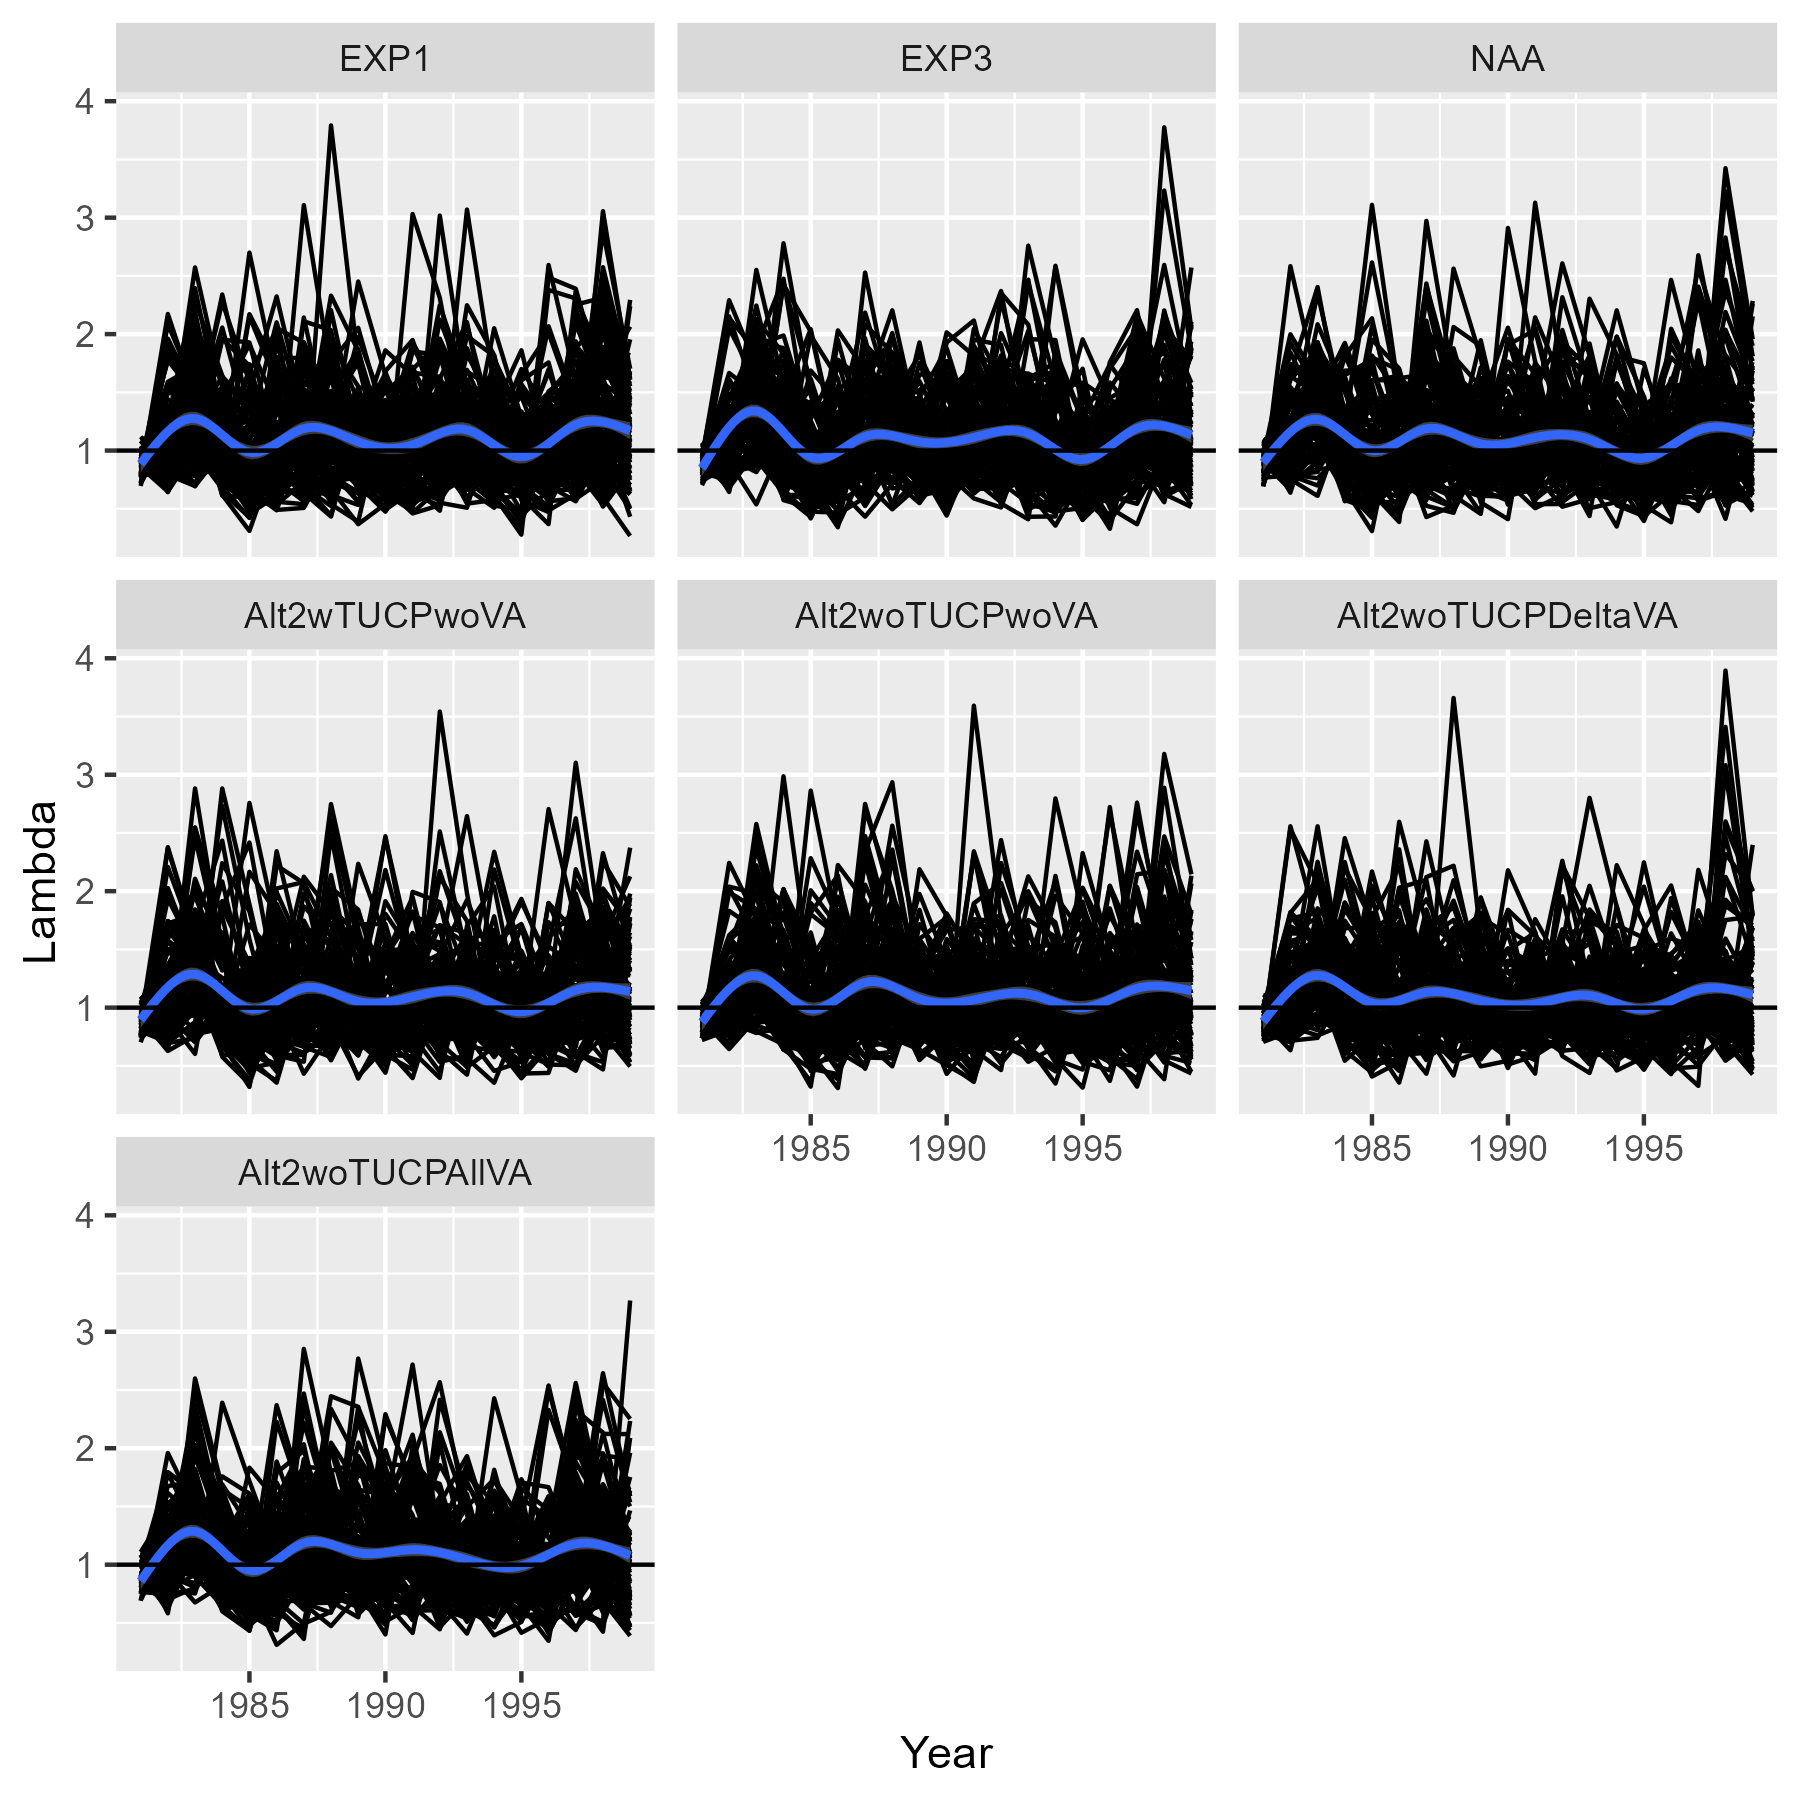 EXP1 EXP3 NAA
4
3
2
1
Alt2wTUCPwoVA Alt2woTUCPwoVA Alt2woTUCPDeltaVA
4
3
2
1
1985 1990 1995 1985 1990 1995
Alt2woTUCPAllVA
4
3
2
1
1985 1990 1995
Lambda
Year